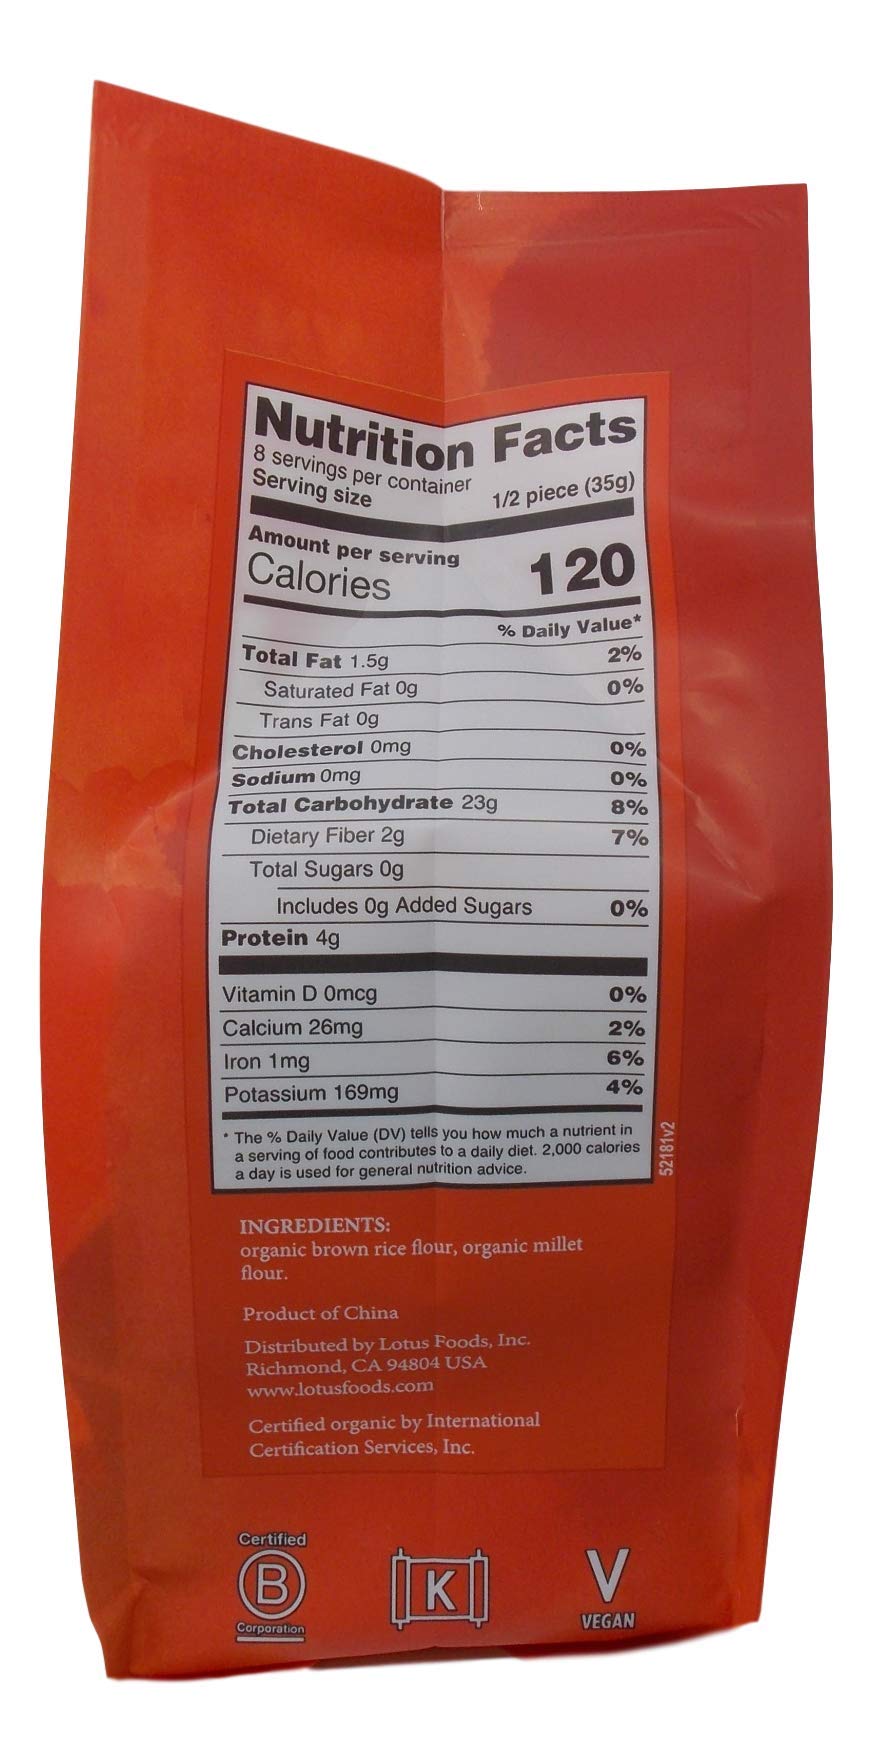 Nutrition Facts
8 servings per container
Serving size 1/2 piece (35g)
Amount per serving
Calories 120
% Daily Value*
Total Fat 1.5g 2%
Saturated Fat 0g 0%
Trans Fat 0g
Cholesterol 0mg 0%
Sodium 0mg 0%
Total Carbohydrate 23g 8%
Dietary Fiber 2g 7%
Total Sugars 0g
Includes 0g Added Sugars 0%
Protein 4g
Vitamin D 0mcg 0%
Calcium 26mg 2%
Iron 1mg 6%
Potassium 169mg 4%
* The % Daily Value (DV) tells you how much a nutrient in
a serving of food contributes to a daily diet. 2,000 calories
a day is used for general nutrition advice.
52181v2
INGREDIENTS:
organic brown rice flour, organic millet
flour.
Product of China
Distributed by Lotus Foods, Inc.
Richmond, CA 94804 USA
www.lotusfoods.com
Certified organic by International
Certification Services, Inc.
Certified
B
Corporation
K
V
VEGAN